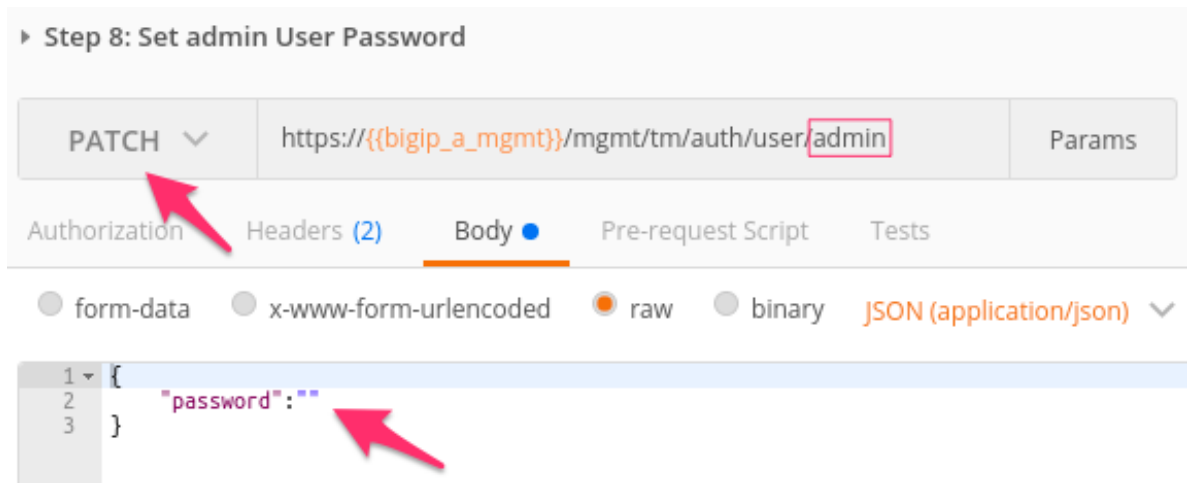 Step 8: Set admin User Password
PATCH https://{{bigip_a_mgmt}}/mgmt/tm/auth/user/admin Params
Authorization Headers (2) Body Pre-request Script Tests
form-data x-www-form-urlencoded raw binary JSON (application/json)
1 {
2 "password":""
3 }